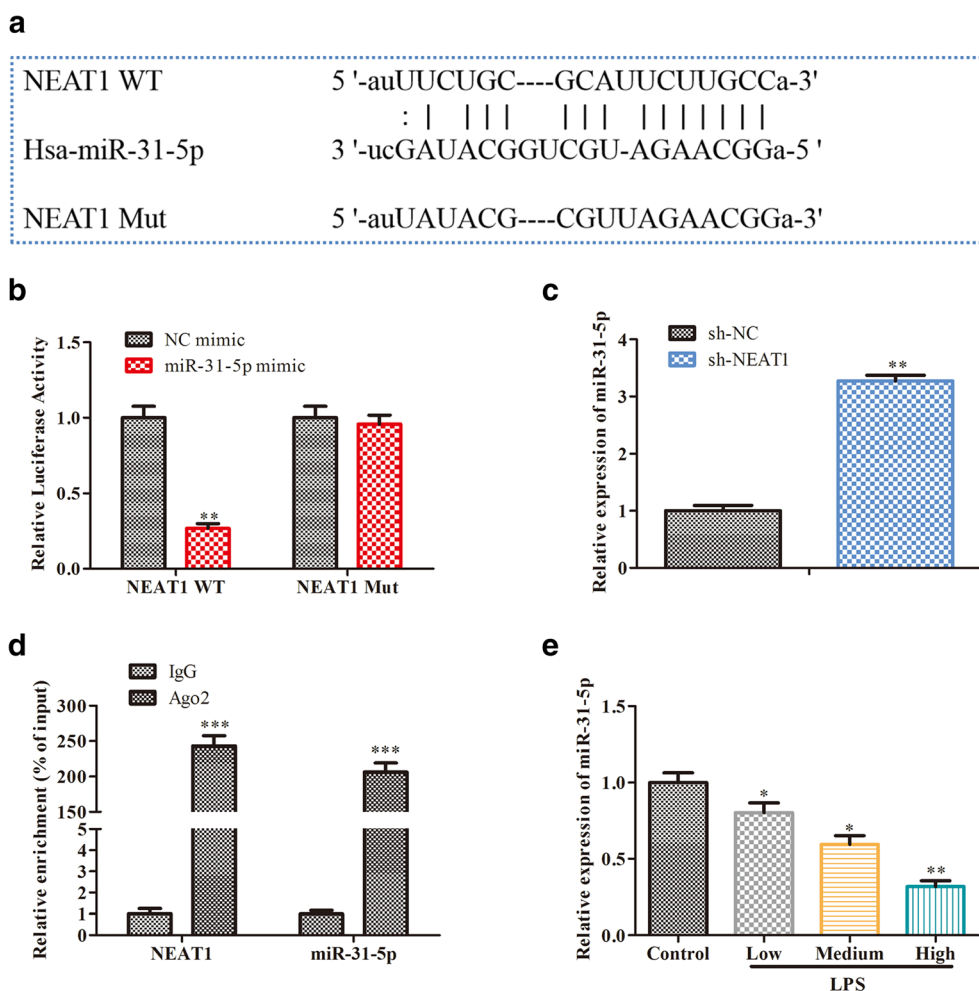 a
NEAT1 WT 5 '-auUUCUGC----GCAUUCUUGCCa-3'
: | | | | | | | | | | | | | |
Hsa-miR-31-5p 3 '-ucGAUACGGUCGU-AGAACGGa-5 '
NEAT1 Mut 5 '-auUAUACG----CGUUAGAACGGa-3'
b
NC mimic
miR-31-5p mimic
Relative Luciferase Activity
1.5
1.0
0.5
0.0
**
NEAT1 WT NEAT1 Mut
c
sh-NC
sh-NEAT1
Relative expression of miR-31-5p
4
3
2
1
0
**
d
IgG
Ago2
Relative enrichment (% of input)
300
250
200
150
100
5
4
3
2
1
0
***
***
NEAT1 miR-31-5p
e
Relative expression of miR-31-5p
1.5
1.0
0.5
0.0
*
*
**
Control Low Medium High
LPS